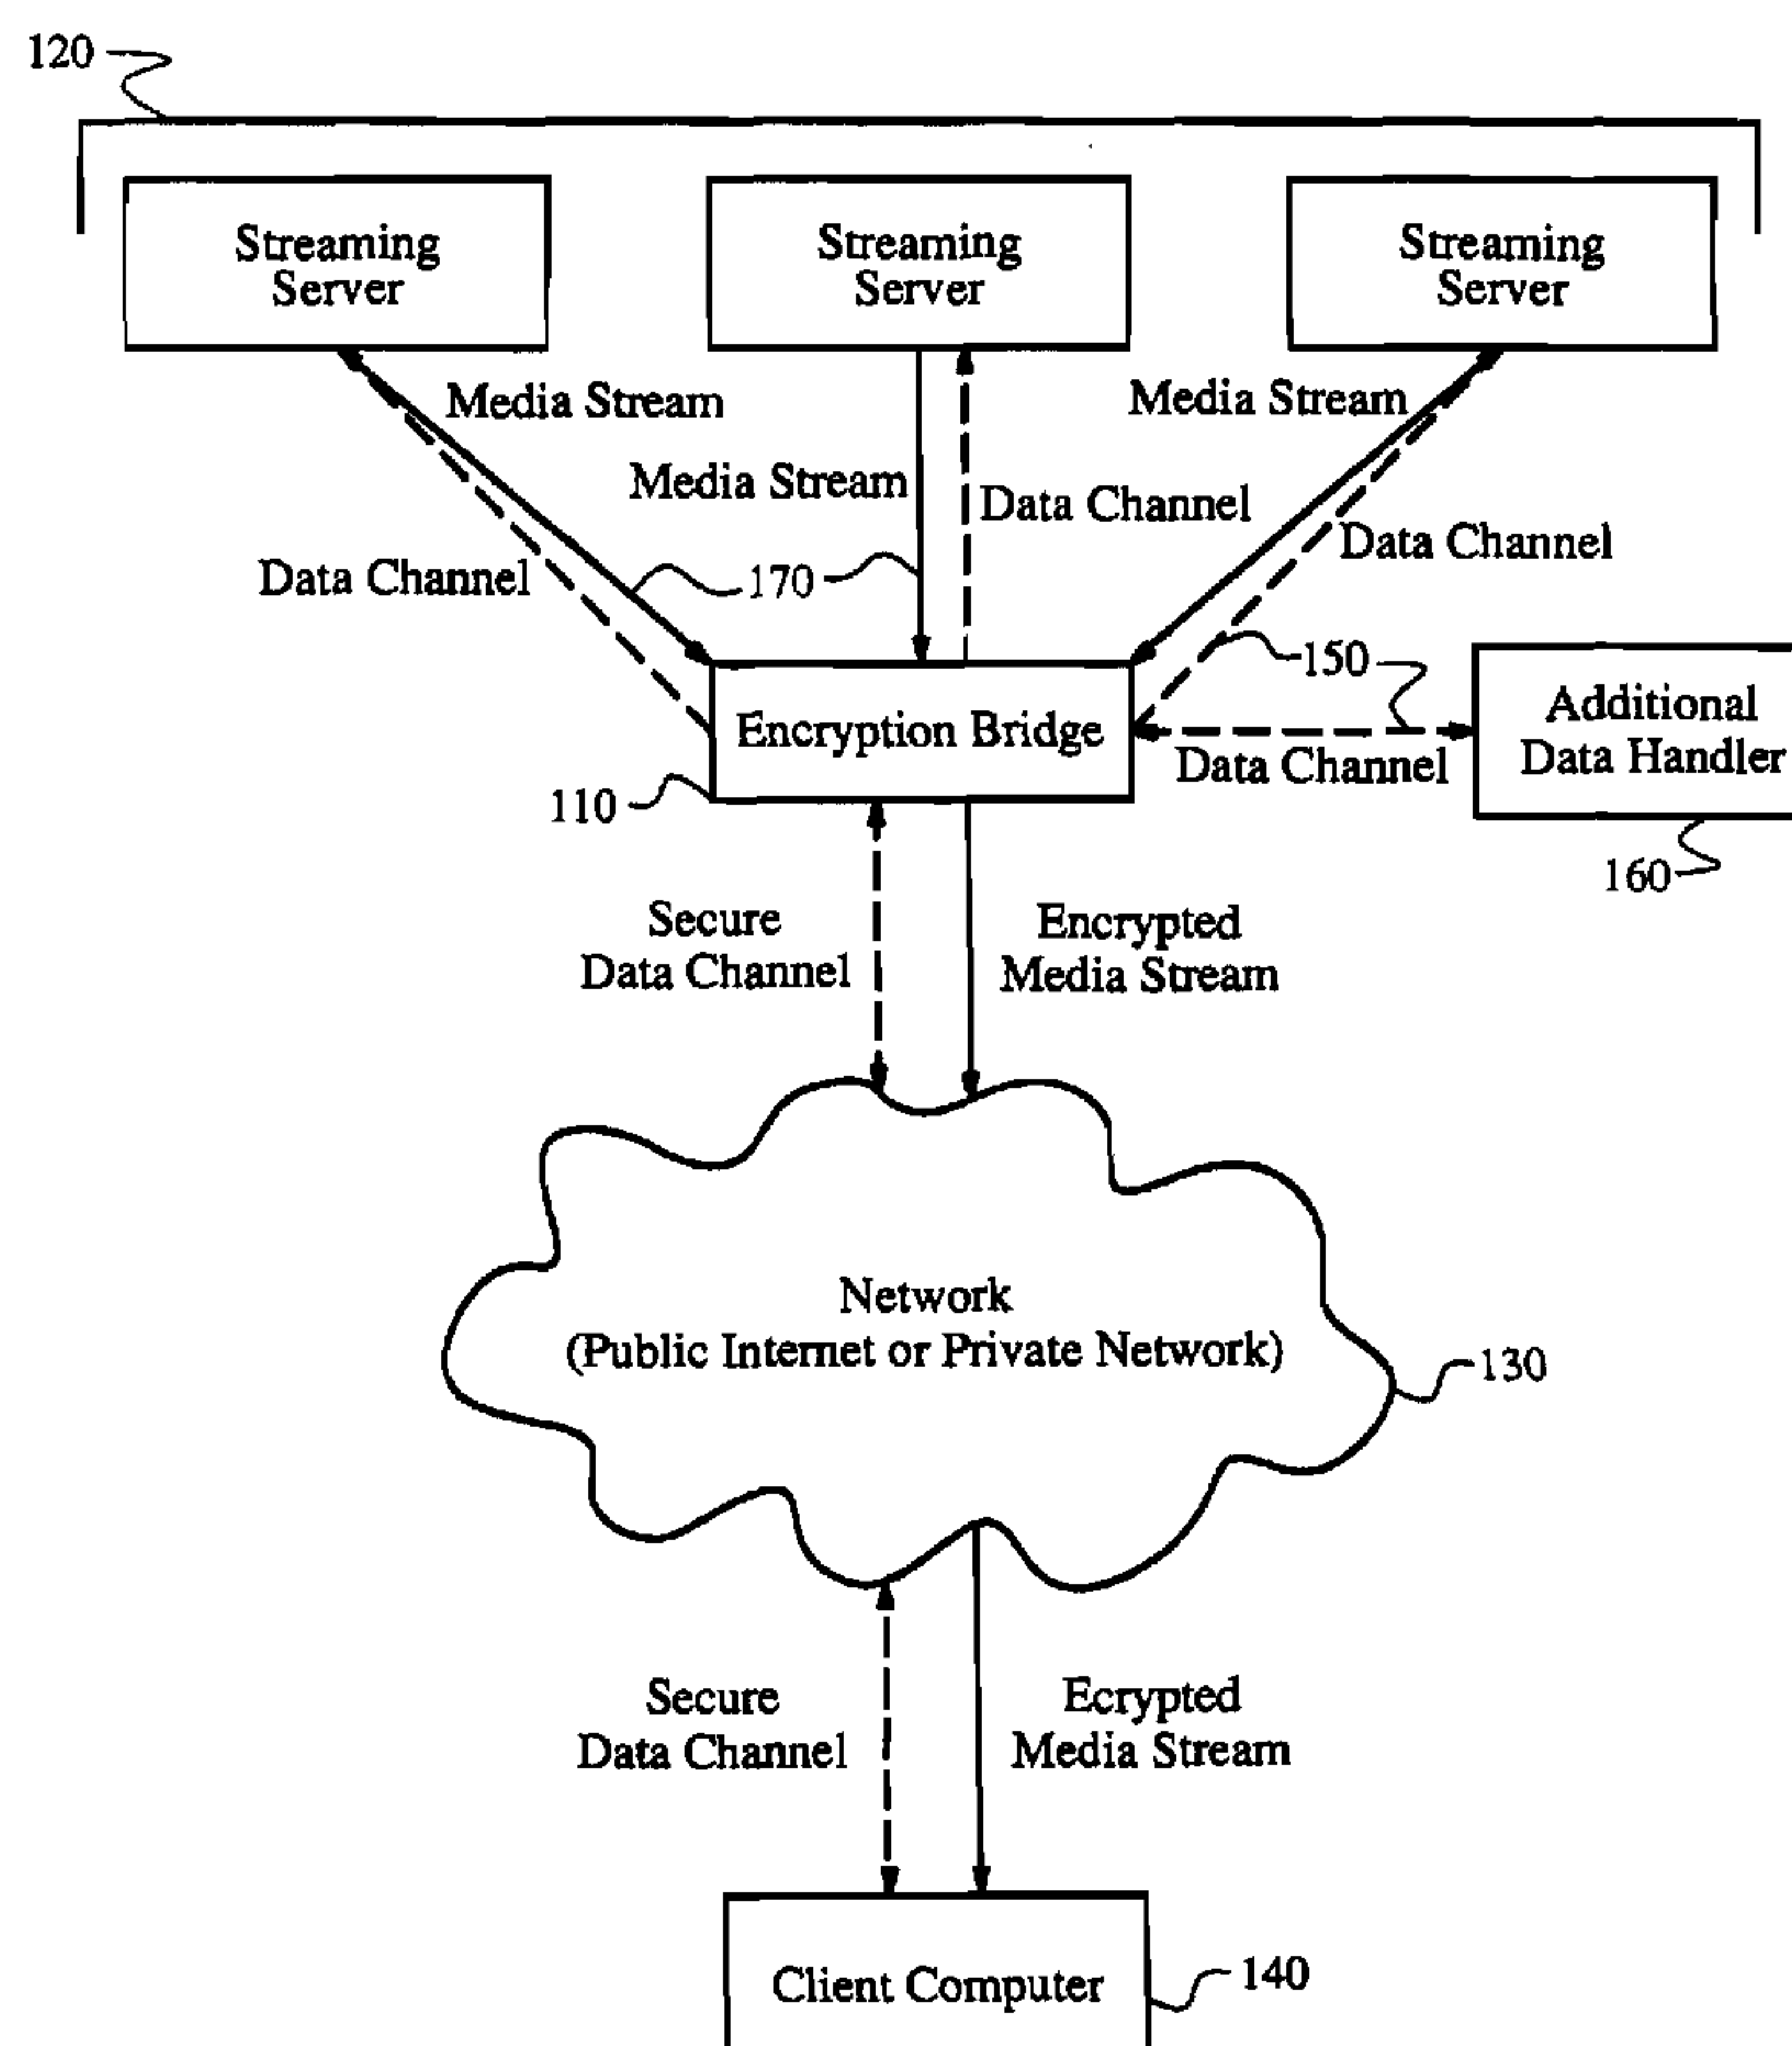 120
Streaming
Server
Streaming
Server
Streaming
Server
Media Stream
Media Stream
Media Stream
Data Channel
Data Channel
Data Channel
170
150
Encryption Bridge
Additional
Data Handler
Data Channel
110
160
Secure
Data Channel
Encrypted
Media Stream
Network
(Public Internet or Private Network)
130
Secure
Data Channel
Ecrypted
Media Stream
Client Computer
140